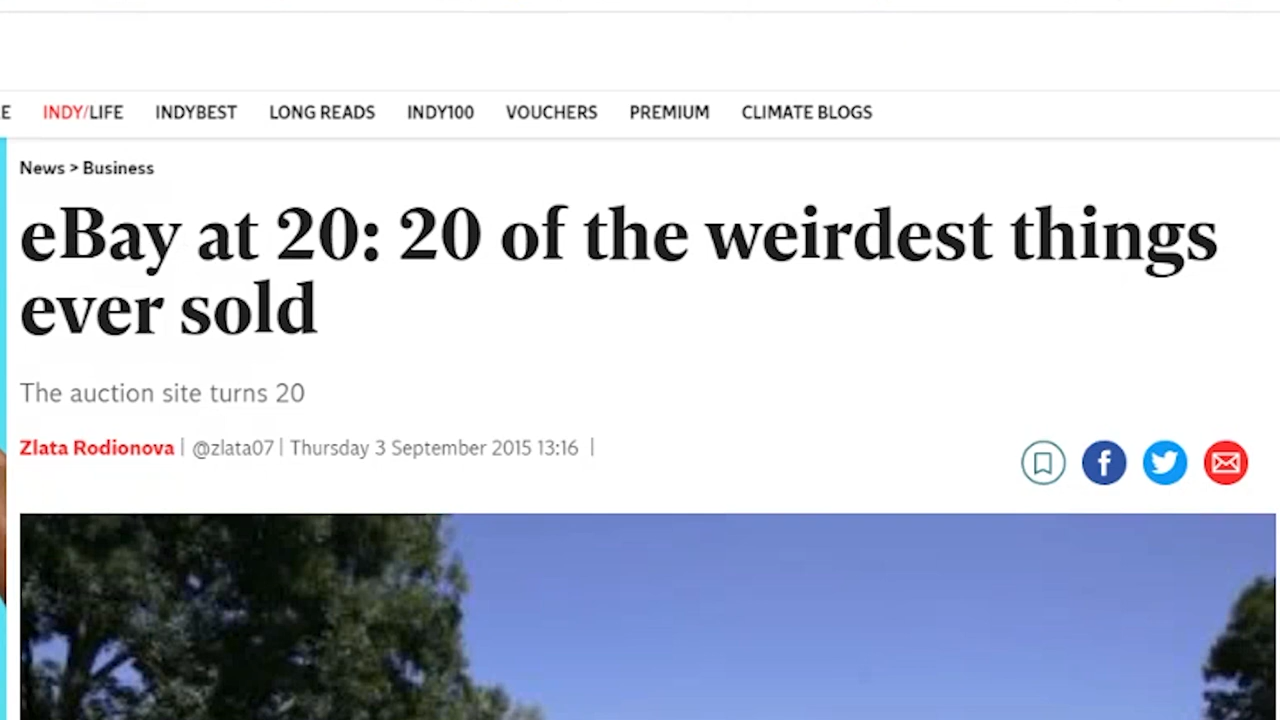 E INDY/LIFE INDYBEST LONG READS INDY100 VOUCHERS PREMIUM CLIMATE BLOGS
News > Business
eBay at 20: 20 of the weirdest things
ever sold
The auction site turns 20
Zlata Rodionova | @zlata07 | Thursday 3 September 2015 13:16 |